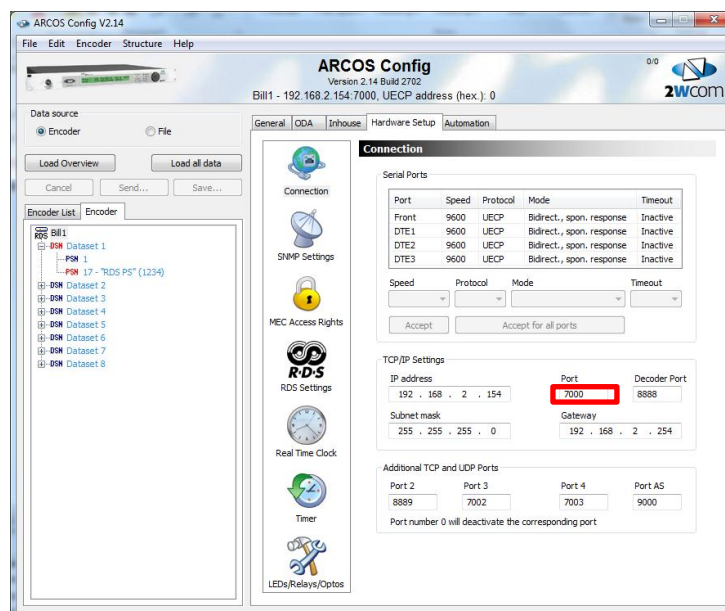 ARCOS Config V2.14
File Edit Encoder Structure Help
ARCOS Config
Version 2.14 Build 2702
Bill1 - 192.168.2.154:7000, UECP address (hex.): 0
0/0
2WCom
Data source
Encoder File
Load Overview Load all data
Cancel Send... Save...
Encoder List Encoder
RDS Bill1
DSN Dataset 1
PSN 1
PSN 17 - "RDS PS" (1234)
DSN Dataset 2
DSN Dataset 3
DSN Dataset 4
DSN Dataset 5
DSN Dataset 6
DSN Dataset 7
DSN Dataset 8
General ODA Inhouse Hardware Setup Automation
Connection
SNMP Settings
MEC Access Rights
R·D·S
RDS Settings
Real Time Clock
Timer
LEDs/Relays/Optos
Connection
Serial Ports
Port Speed Protocol Mode Timeout
Front 9600 UECP Bidirect., spon. response Inactive
DTE1 9600 UECP Bidirect., spon. response Inactive
DTE2 9600 UECP Bidirect., spon. response Inactive
DTE3 9600 UECP Bidirect., spon. response Inactive
Speed Protocol Mode Timeout
Accept Accept for all ports
TCP/IP Settings
IP address Port Decoder Port
192 . 168 . 2 . 154 7000 8888
Subnet mask Gateway
255 . 255 . 255 . 0 192 . 168 . 2 . 254
Additional TCP and UDP Ports
Port 2 Port 3 Port 4 Port AS
8889 7002 7003 9000
Port number 0 will deactivate the corresponding port